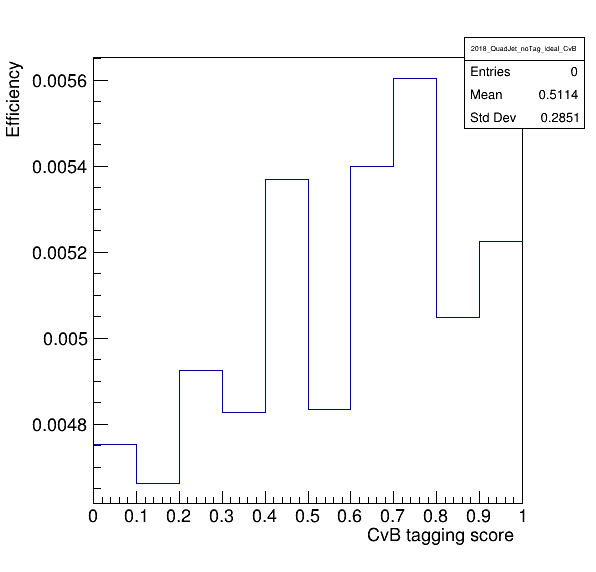 2018_QuadJet_noTag_ideal_CvB
Entries 0
Mean 0.5114
Std Dev 0.2851
Efficiency
0.0056
0.0054
0.0052
0.005
0.0048
0 0.1 0.2 0.3 0.4 0.5 0.6 0.7 0.8 0.9 1
CvB tagging score